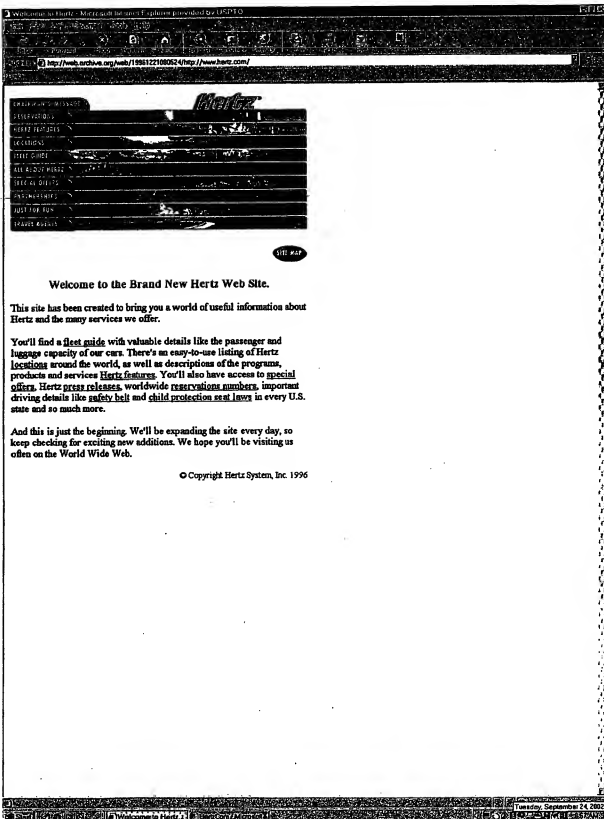 Welcome to Hertz - Microsoft Internet Explorer provided by USPTO
http://web.archive.org/web/19961221080524/http://www.hertz.com/
CHAIRMAN'S MESSAGE
Hertz
RESERVATIONS
HERTZ FEATURES
LOCATIONS
FLEET GUIDE
ALL ABOUT HERTZ
SPECIAL OFFERS
PARTNERSHIPS
JUST FOR FUN
TRAVEL AGENTS
SITE MAP
Welcome to the Brand New Hertz Web Site.
This site has been created to bring you a world of useful information about
Hertz and the many services we offer.
You'll find a fleet guide with valuable details like the passenger and
luggage capacity of our cars. There's an easy-to-use listing of Hertz
locations around the world, as well as descriptions of the programs,
products and services Hertz features. You'll also have access to special
offers, Hertz press releases, worldwide reservations numbers, important
driving details like safety belt and child protection seat laws in every U.S.
state and so much more.
And this is just the beginning. We'll be expanding the site every day, so
keep checking for exciting new additions. We hope you'll be visiting us
often on the World Wide Web.
© Copyright Hertz System, Inc. 1996
Tuesday, September 24, 2002